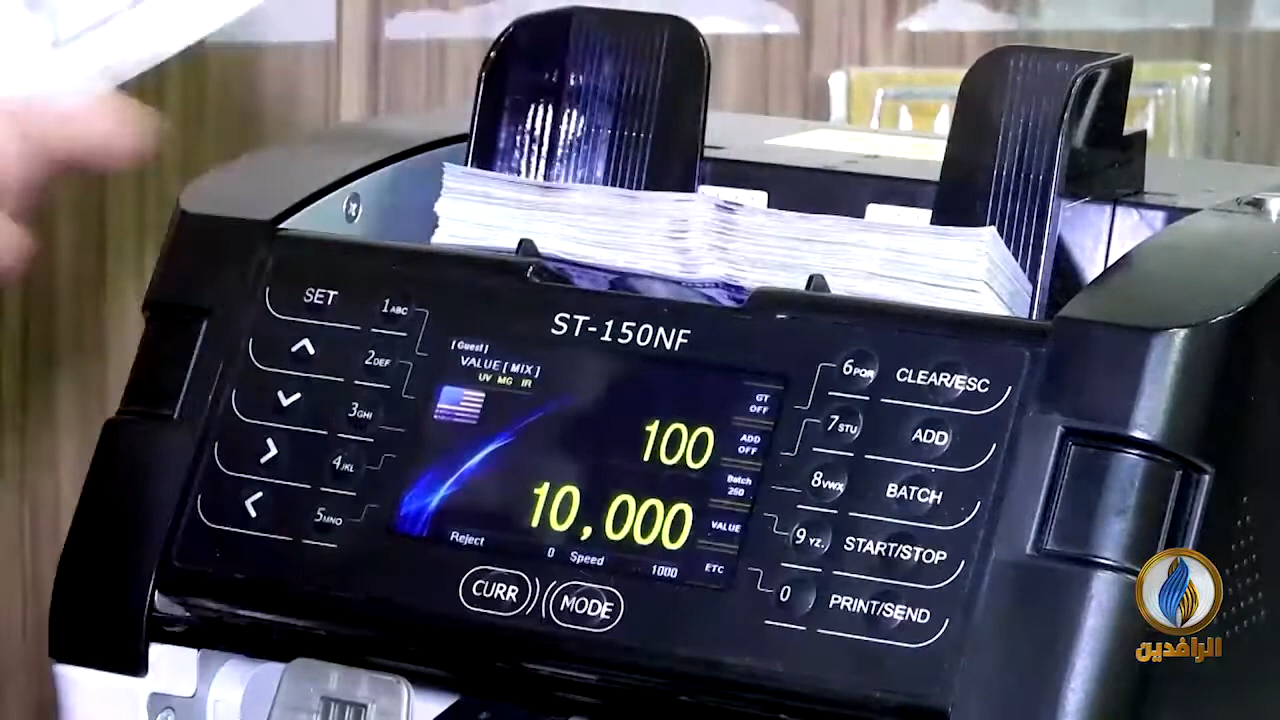 ST-150NF
SET
1ABC
2DEF
3GHI
4JKL
5MNO
[ Guest ]
VALUE [ MIX ]
UV MG IR
100
10,000
GT
OFF
ADD
OFF
Batch
250
VALUE
ETC
Reject 0 Speed 1000
CURR
MODE
6PQR CLEAR/ESC
7STU ADD
8VWX BATCH
9YZ. START/STOP
0 PRINT/SEND
الرافدين